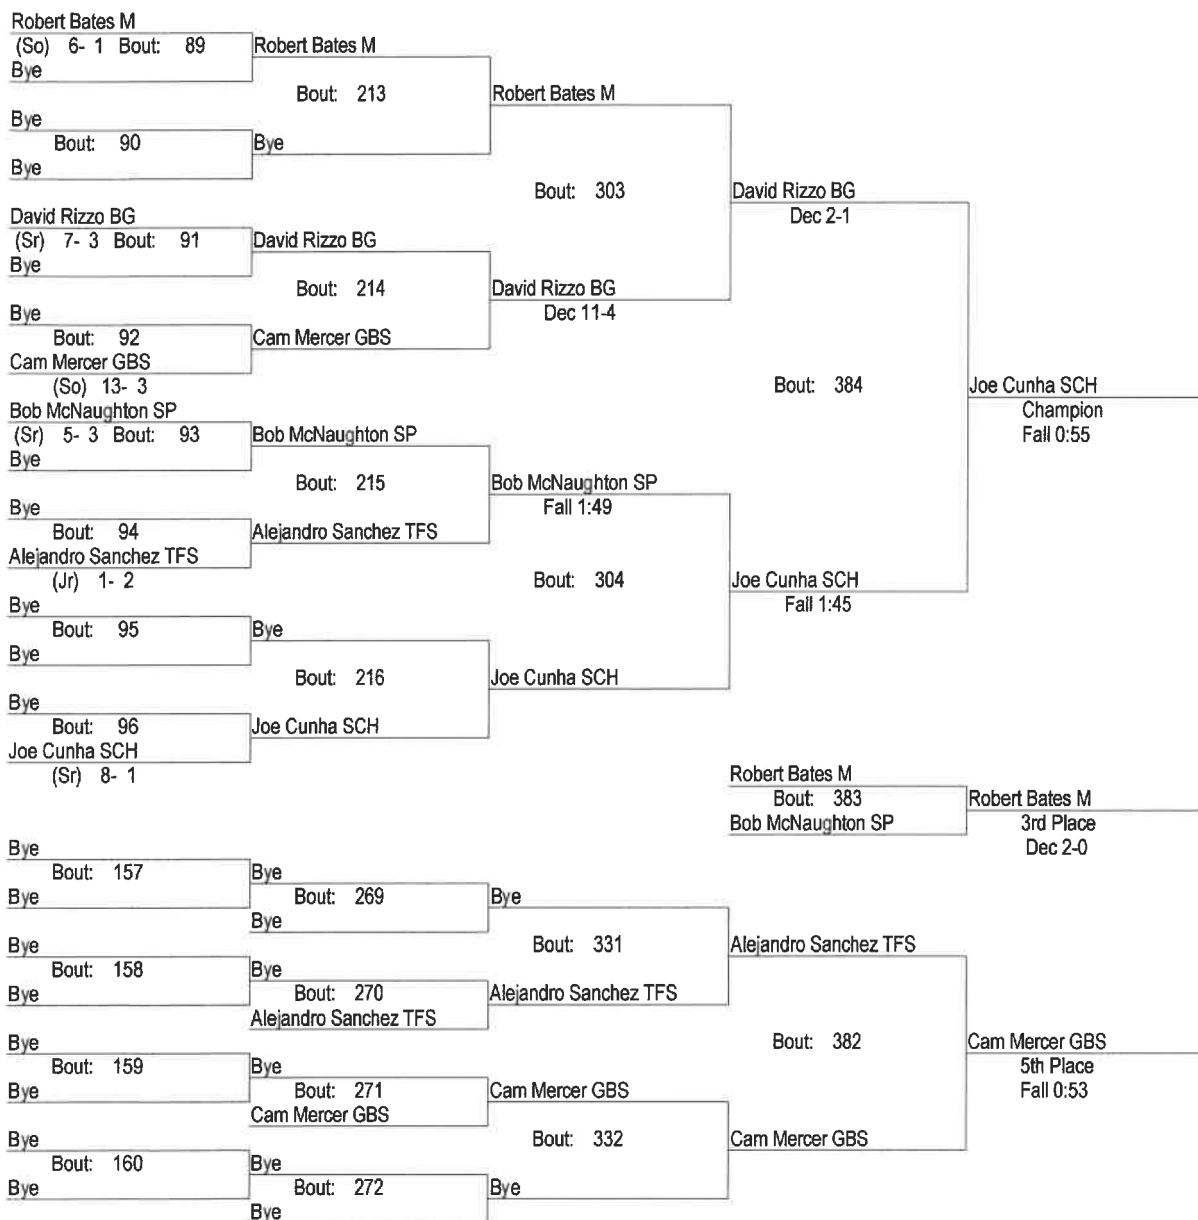 Robert Bates M
(So) 6- 1 Bout: 89
Bye
Robert Bates M
Bout: 213
Bye
Bout: 90
Bye
Bye
Robert Bates M
Bout: 303
David Rizzo BG
(Sr) 7- 3 Bout: 91
Bye
David Rizzo BG
Bout: 214
Bye
Bout: 92
Cam Mercer GBS
(So) 13- 3
Cam Mercer GBS
David Rizzo BG
Dec 11-4
David Rizzo BG
Dec 2-1
Bout: 384
Bob McNaughton SP
(Sr) 5- 3 Bout: 93
Bye
Bob McNaughton SP
Bout: 215
Bye
Bout: 94
Alejandro Sanchez TFS
(Jr) 1- 2
Alejandro Sanchez TFS
Bob McNaughton SP
Fall 1:49
Bout: 304
Bye
Bout: 95
Bye
Bye
Bout: 216
Bye
Bout: 96
Joe Cunha SCH
(Sr) 8- 1
Joe Cunha SCH
Joe Cunha SCH
Joe Cunha SCH
Fall 1:45
Joe Cunha SCH
Champion
Fall 0:55
Robert Bates M
Bout: 383
Bob McNaughton SP
Robert Bates M
3rd Place
Dec 2-0
Bye
Bout: 157
Bye
Bye
Bout: 269
Bye
Bye
Bout: 331
Bye
Bout: 158
Bye
Bye
Bout: 270
Alejandro Sanchez TFS
Alejandro Sanchez TFS
Alejandro Sanchez TFS
Bout: 382
Bye
Bout: 159
Bye
Bye
Bout: 271
Cam Mercer GBS
Cam Mercer GBS
Bout: 332
Bye
Bout: 160
Bye
Bye
Bout: 272
Bye
Bye
Cam Mercer GBS
Cam Mercer GBS
5th Place
Fall 0:53